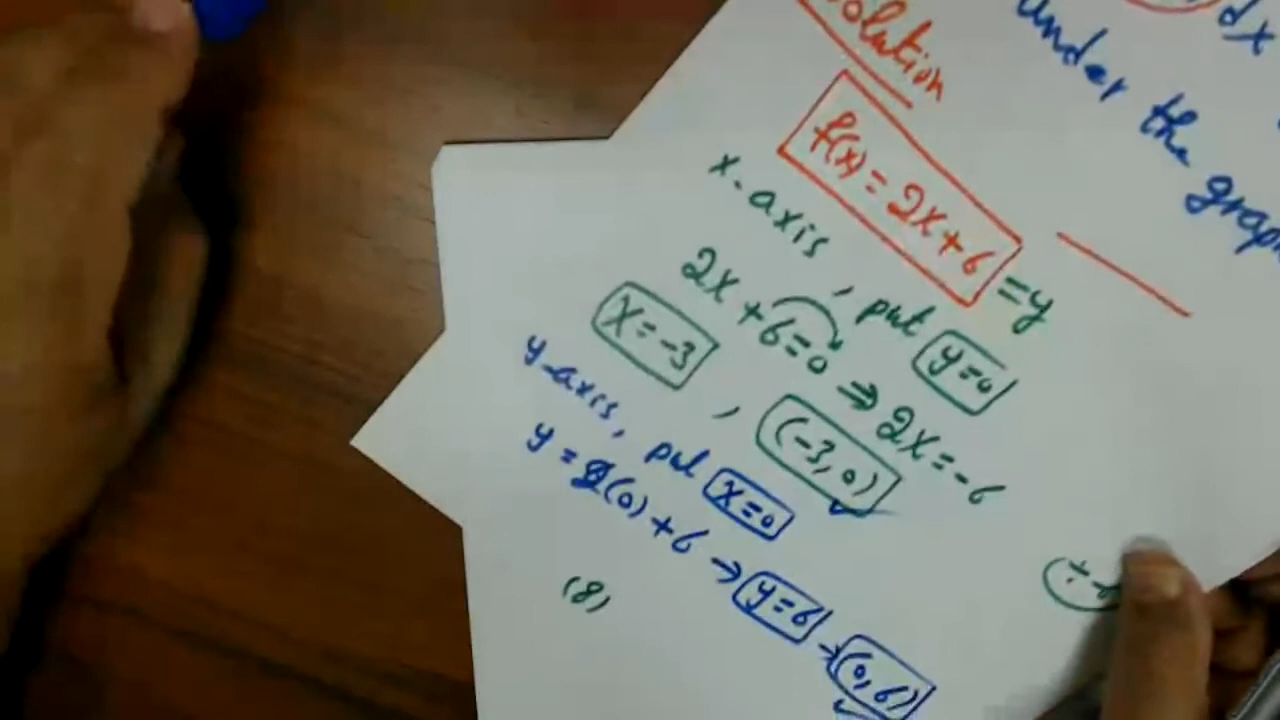 dx
under the grap
olution
f(x) = 2x + 6 = y
x-axis, put y=0
2x + 6 = 0 ⇒ 2x = -6
x = -3 , (-3, 0)
y-axis, put x=0
y = 2(0) + 6 → y=6 → (0, 6)
(8)